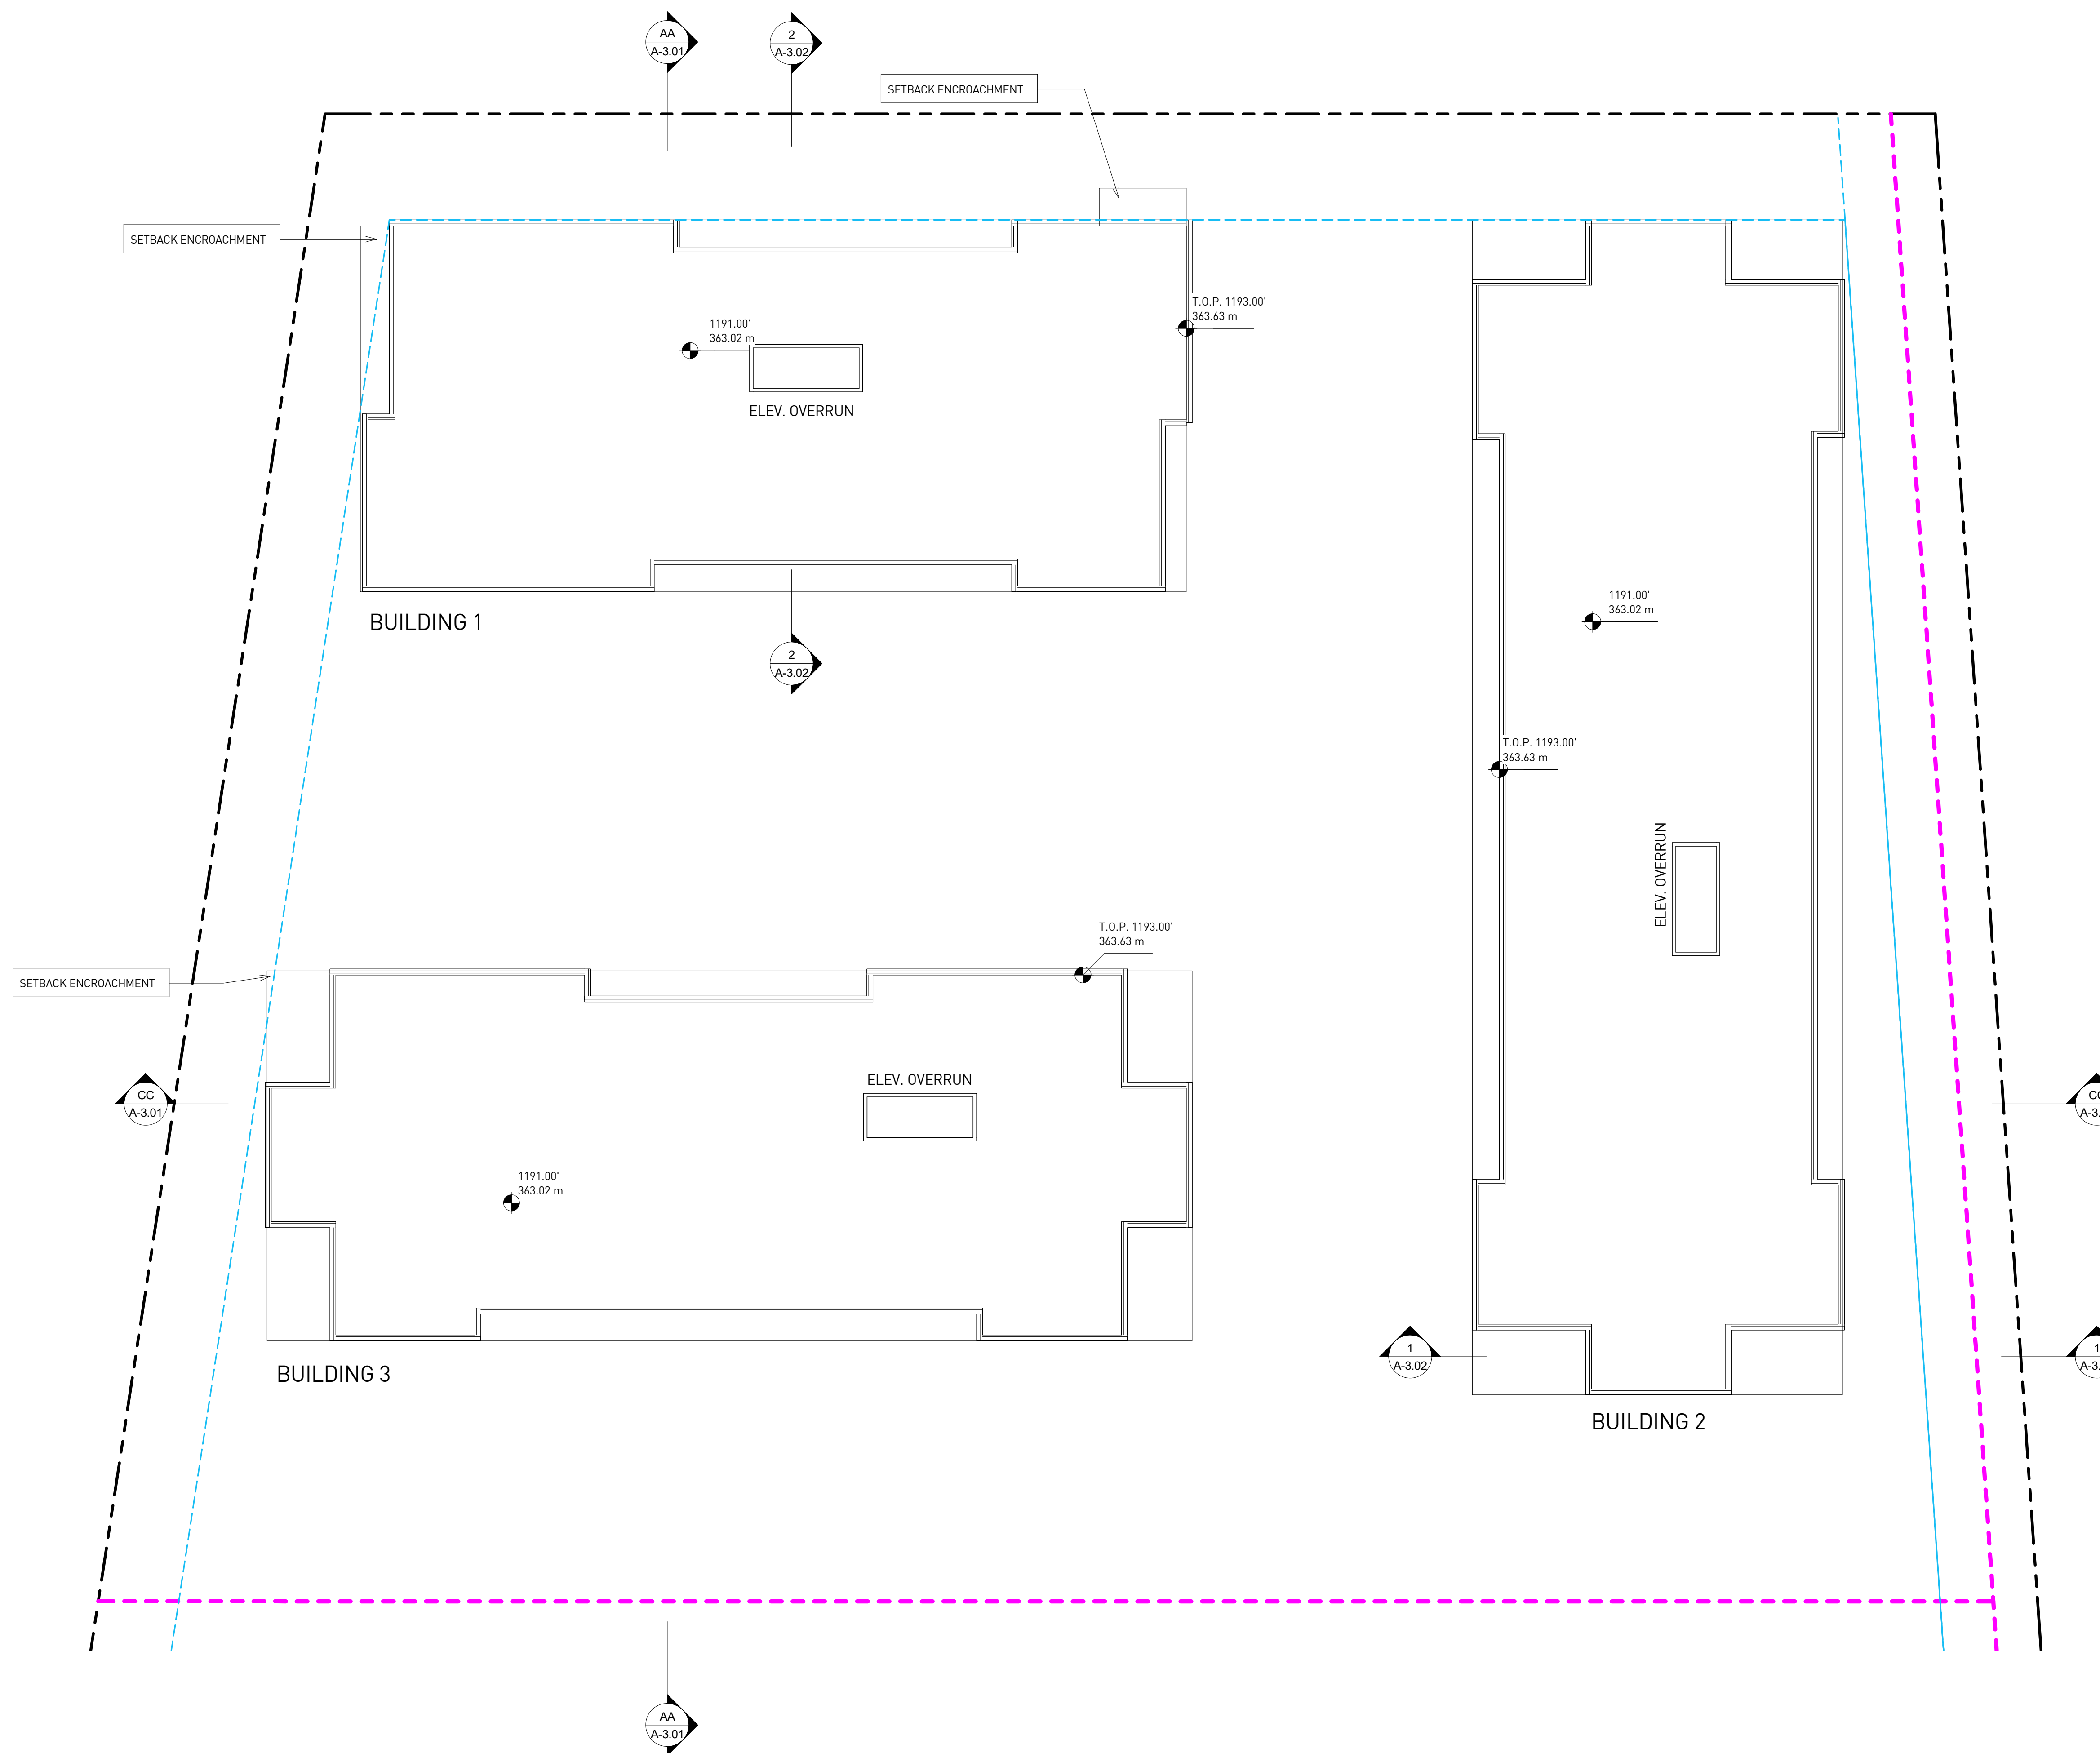 AA
A-3.01
2
A-3.02
SETBACK ENCROACHMENT
SETBACK ENCROACHMENT
T.O.P. 1193.00'
363.63 m
1191.00'
363.02 m
ELEV. OVERRUN
BUILDING 1
1191.00'
363.02 m
2
A-3.02
T.O.P. 1193.00'
363.63 m
ELEV. OVERRUN
T.O.P. 1193.00'
363.63 m
SETBACK ENCROACHMENT
ELEV. OVERRUN
CC
A-3.01
1191.00'
363.02 m
1
A-3.02
BUILDING 3
BUILDING 2
AA
A-3.01